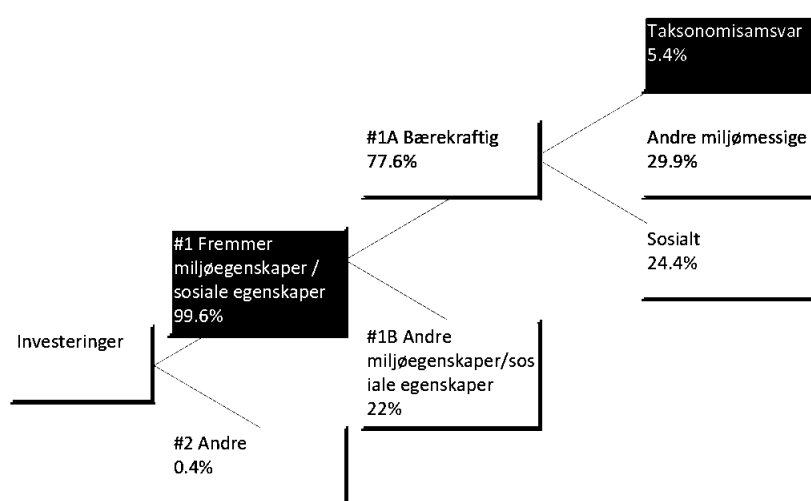 Taksonomisamsvar
5.4%
#1A Bærekraftig
77.6%
Andre miljømessige
29.9%
#1 Fremmer
miljøegenskaper /
sosiale egenskaper
99.6%
Sosialt
24.4%
Investeringer
#1B Andre
miljøegenskaper/sos
iale egenskaper
22%
#2 Andre
0.4%